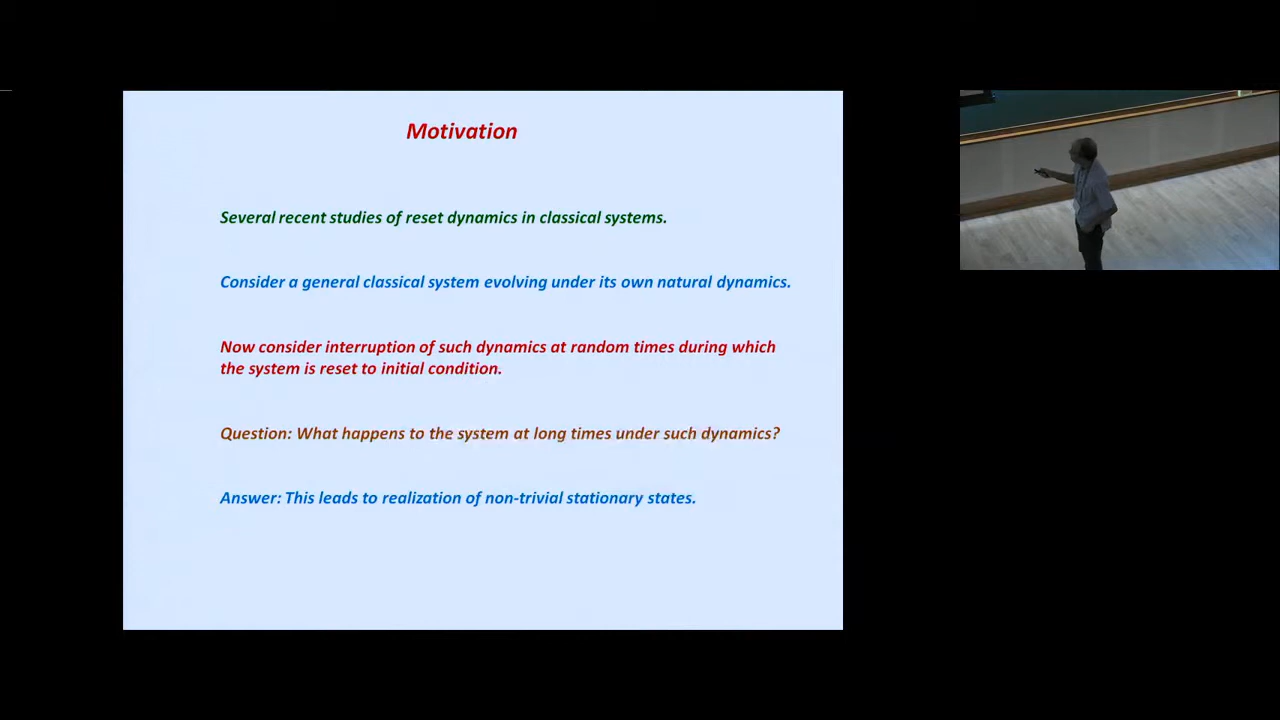 Motivation
Several recent studies of reset dynamics in classical systems.
Consider a general classical system evolving under its own natural dynamics.
Now consider interruption of such dynamics at random times during which
the system is reset to initial condition.
Question: What happens to the system at long times under such dynamics?
Answer: This leads to realization of non-trivial stationary states.